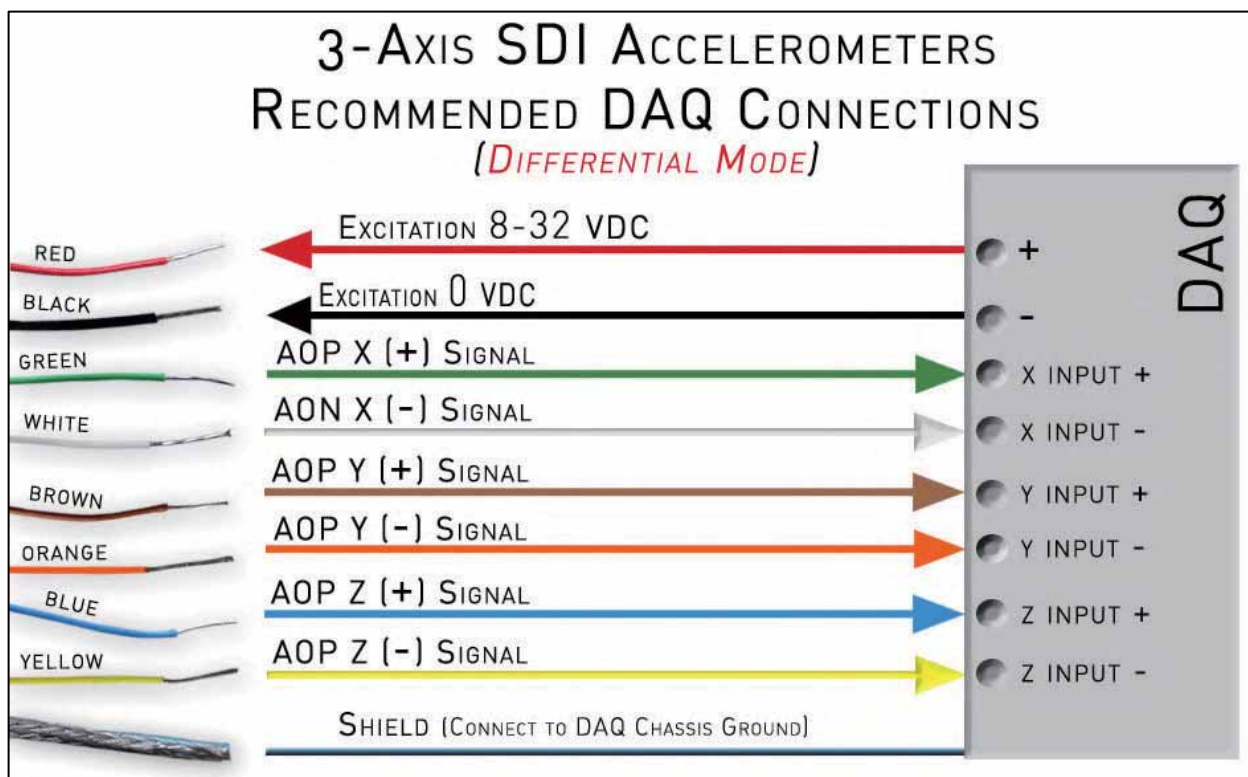 3-Axis SDI Accelerometers
Recommended DAQ Connections
(Differential Mode)
DAQ
RED
Excitation 8-32 VDC
+
BLACK
Excitation 0 VDC
-
GREEN
AOP X (+) Signal
X INPUT +
WHITE
AON X (-) Signal
X INPUT -
BROWN
AOP Y (+) Signal
Y INPUT +
ORANGE
AOP Y (-) Signal
Y INPUT -
BLUE
AOP Z (+) Signal
Z INPUT +
YELLOW
AOP Z (-) Signal
Z INPUT -
Shield (Connect to DAQ Chassis Ground)